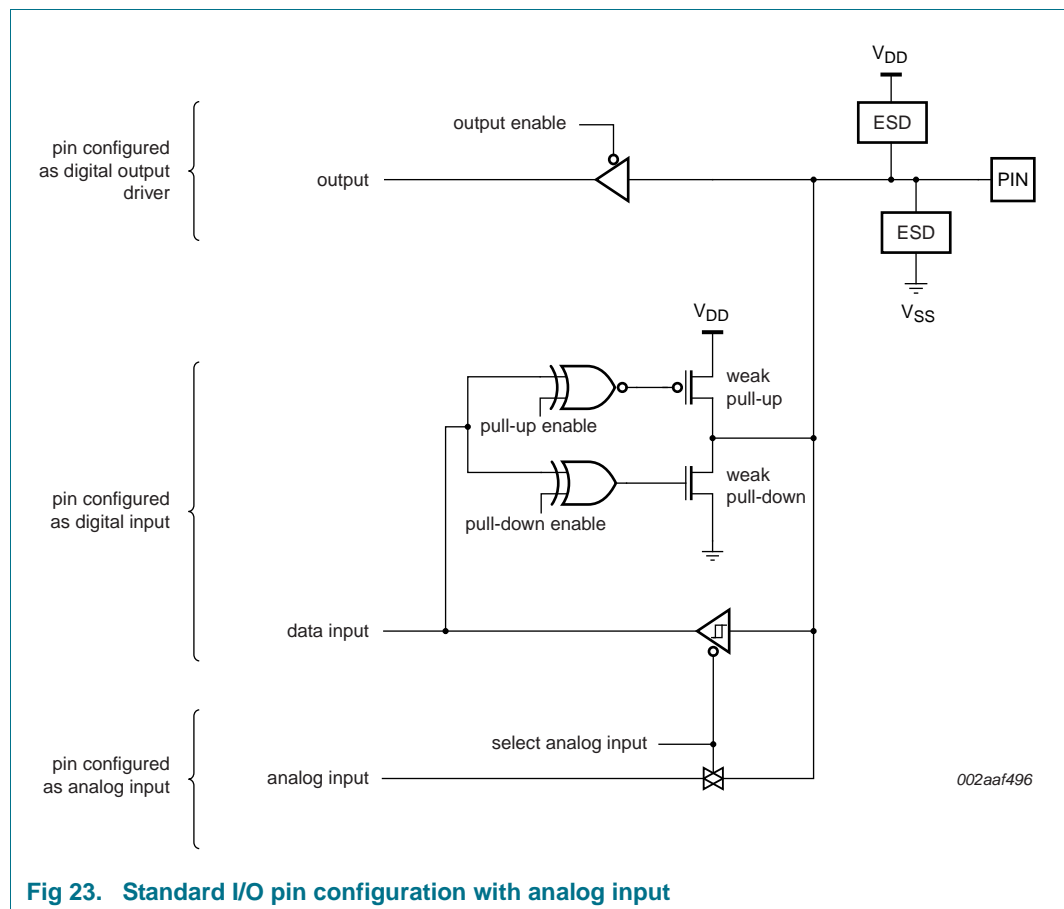 VDD
ESD
output enable
pin configured
as digital output
driver
output
PIN
ESD
VSS
VDD
weak
pull-up
pull-up enable
pin configured
as digital input
weak
pull-down
pull-down enable
data input
select analog input
pin configured
as analog input
analog input
002aaf496
Fig 23. Standard I/O pin configuration with analog input